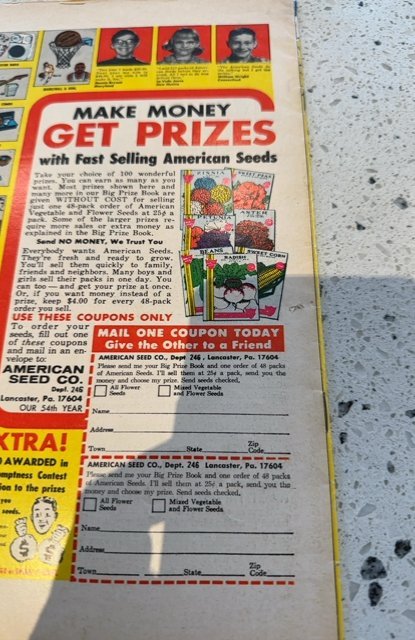 MAKE MONEY
GET PRIZES
with Fast Selling American Seeds
Take your choice of 100 wonderful
prizes. You can earn as many as you
want. Most prizes shown here and
many more in our Big Prize Book are
given WITHOUT COST for selling
just one 48-pack order of American
Vegetable and Flower Seeds at 25¢ a
pack. Some of the larger prizes re-
quire more sales or extra money as
explained in the Big Prize Book.
Send NO MONEY, We Trust You
Everybody wants American Seeds.
They're fresh and ready to grow.
You'll sell them quickly to family,
friends and neighbors. Many boys and
girls sell their packs in one day. You
can too — and get your prize at once.
Or, if you want money instead of a
prize, keep $4.00 for every 48-pack
order you sell.
ZINNIA
SWEET PEAS
PETUNIA
ASTER
BEANS
RADISH
SWEET CORN
USE THESE COUPONS ONLY
To order your
seeds, fill out one
of these coupons
and mail in an en-
velope to:
AMERICAN
SEED CO.
Dept. 246
Lancaster, Pa. 17604
OUR 54th YEAR
MAIL ONE COUPON TODAY
Give the Other to a Friend
AMERICAN SEED CO., Dept 246, Lancaster, Pa. 17604
Please send me your Big Prize Book and one order of 48 packs
of American Seeds. I'll sell them at 25¢ a pack, send you the
money and choose my prize. Send seeds checked,
All Flower
Seeds
Mixed Vegetable
and Flower Seeds
Name
Address
Town State Zip
Code
AMERICAN SEED CO., Dept. 246 Lancaster, Pa. 17604
Please send me your Big Prize Book and one order of 48 packs
of American Seeds. I'll sell them at 25¢ a pack, send you the
money and choose my prize. Send seeds checked,
All Flower
Seeds
Mixed Vegetable
and Flower Seeds
Name
Address
Town State Zip
Code
XTRA!
AWARDED in
mptness Contest
ion to the prizes
you
seeds.